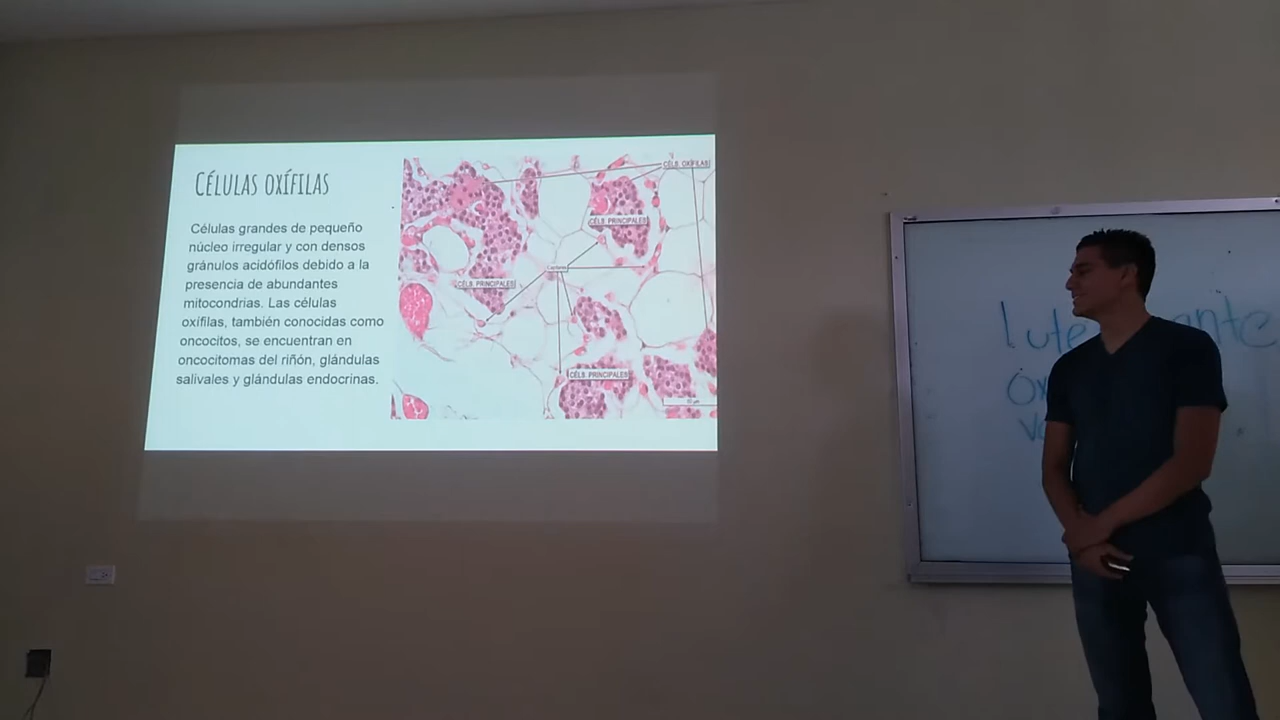 CÉLULAS OXÍFILAS
Células grandes de pequeño
núcleo irregular y con densos
gránulos acidófilos debido a la
presencia de abundantes
mitocondrias. Las células
oxífilas, también conocidas como
oncocitos, se encuentran en
oncocitomas del riñón, glándulas
salivales y glándulas endocrinas.
CÉLS. OXÍFILAS
CÉLS. PRINCIPALES
CÉLS. PRINCIPALES
CÉLS. PRINCIPALES